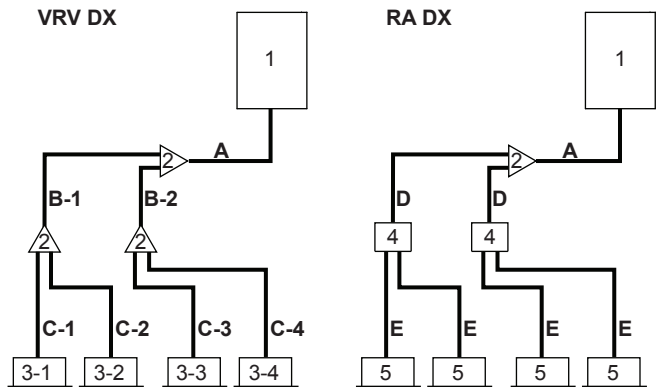 VRV DX RA DX
1 1
2 A 2 A
B-1 B-2 D D
2 2 4 4
C-1 C-2 C-3 C-4 E E E E
3-1 3-2 3-3 3-4 5 5 5 5